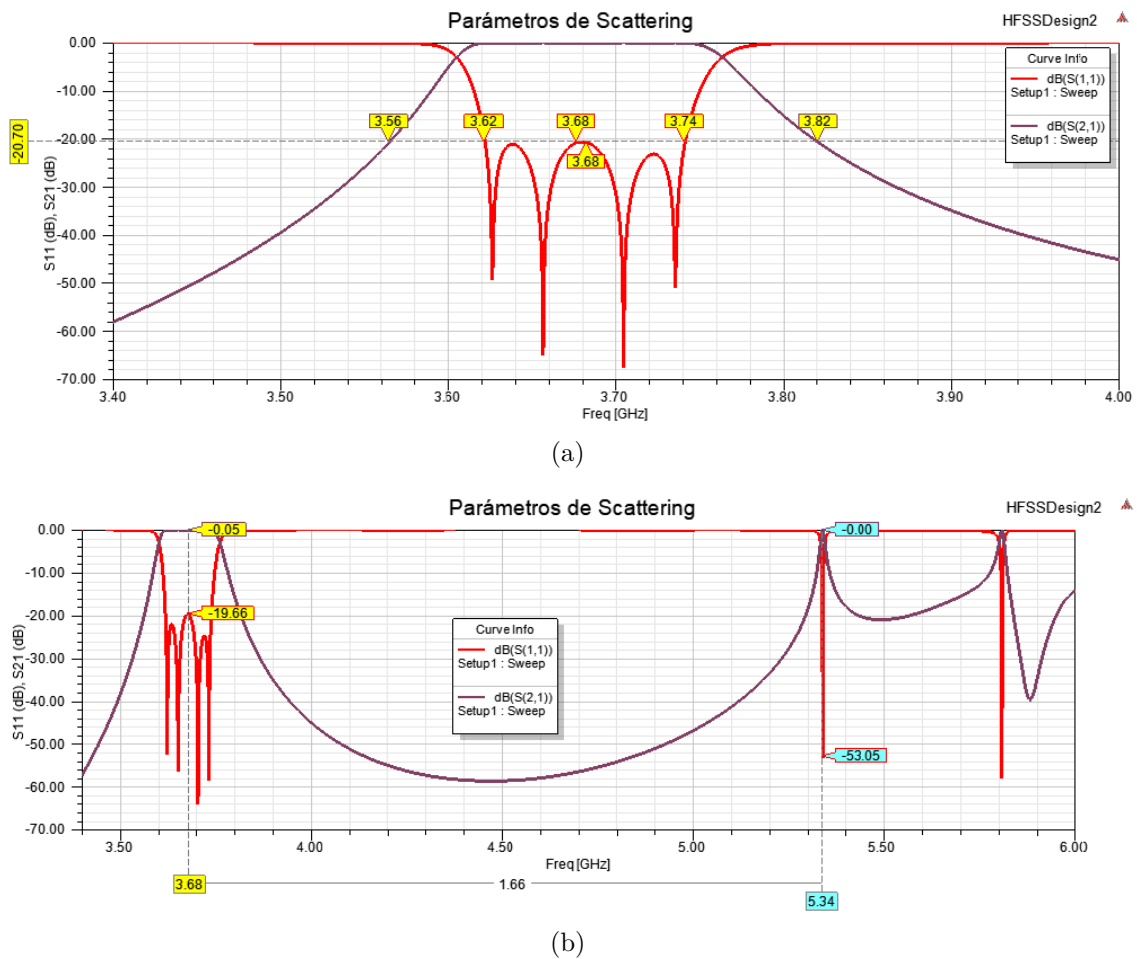 Parámetros de Scattering
HFSSDesign2
0.00
-10.00
-20.00
-30.00
-40.00
-50.00
-60.00
-70.00
-20.70
S11 (dB), S21 (dB)
3.56
3.62
3.68
3.74
3.82
3.68
Curve Info
dB(S(1,1))
Setup1 : Sweep
dB(S(2,1))
Setup1 : Sweep
3.40
3.50
3.60
3.70
3.80
3.90
4.00
Freq [GHz]
(a)
Parámetros de Scattering
HFSSDesign2
0.00
-10.00
-20.00
-30.00
-40.00
-50.00
-60.00
-70.00
S11 (dB), S21 (dB)
-0.05
-0.00
-19.66
-53.05
Curve Info
dB(S(1,1))
Setup1 : Sweep
dB(S(2,1))
Setup1 : Sweep
3.50
4.00
4.50
5.00
5.50
6.00
Freq [GHz]
3.68
1.66
5.34
(b)